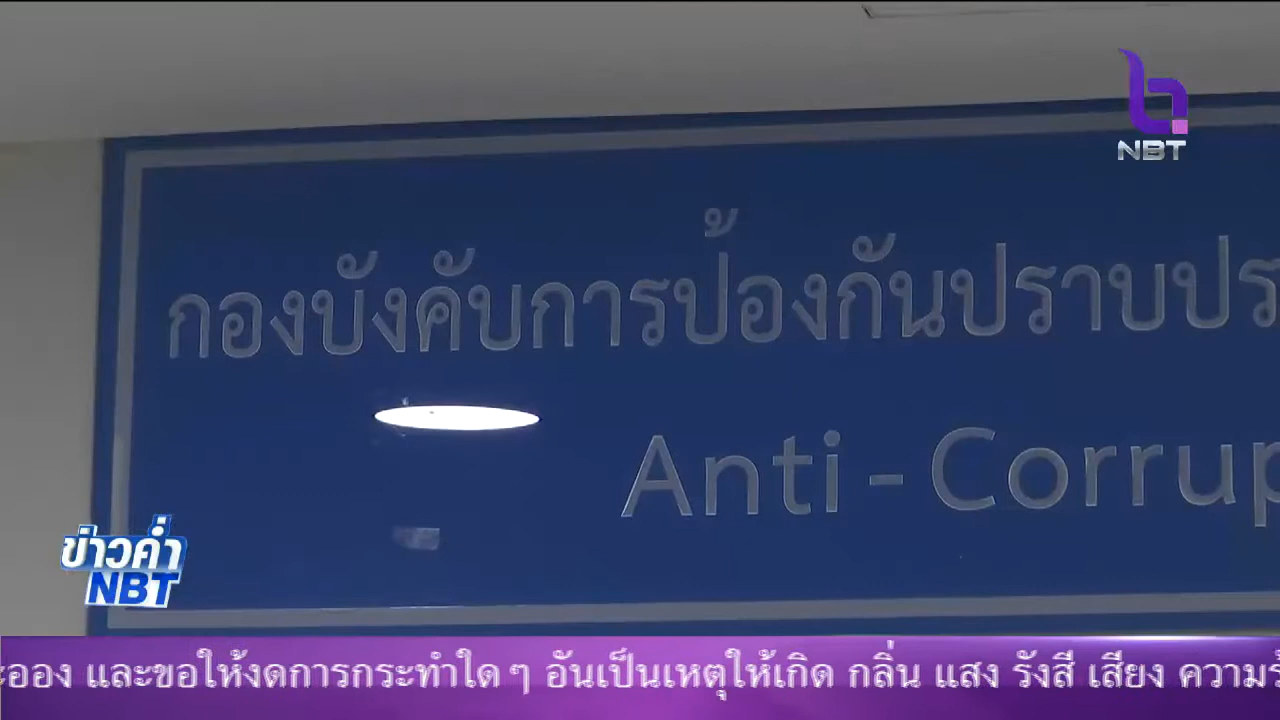 NBT
กองบังคับการป้องกันปราบปร
Anti - Corrup
ข่าวค่ำ
NBT
ะออง และขอให้งดการกระทำใดๆ อันเป็นเหตุให้เกิด กลิ่น แสง รังสี เสียง ความร้